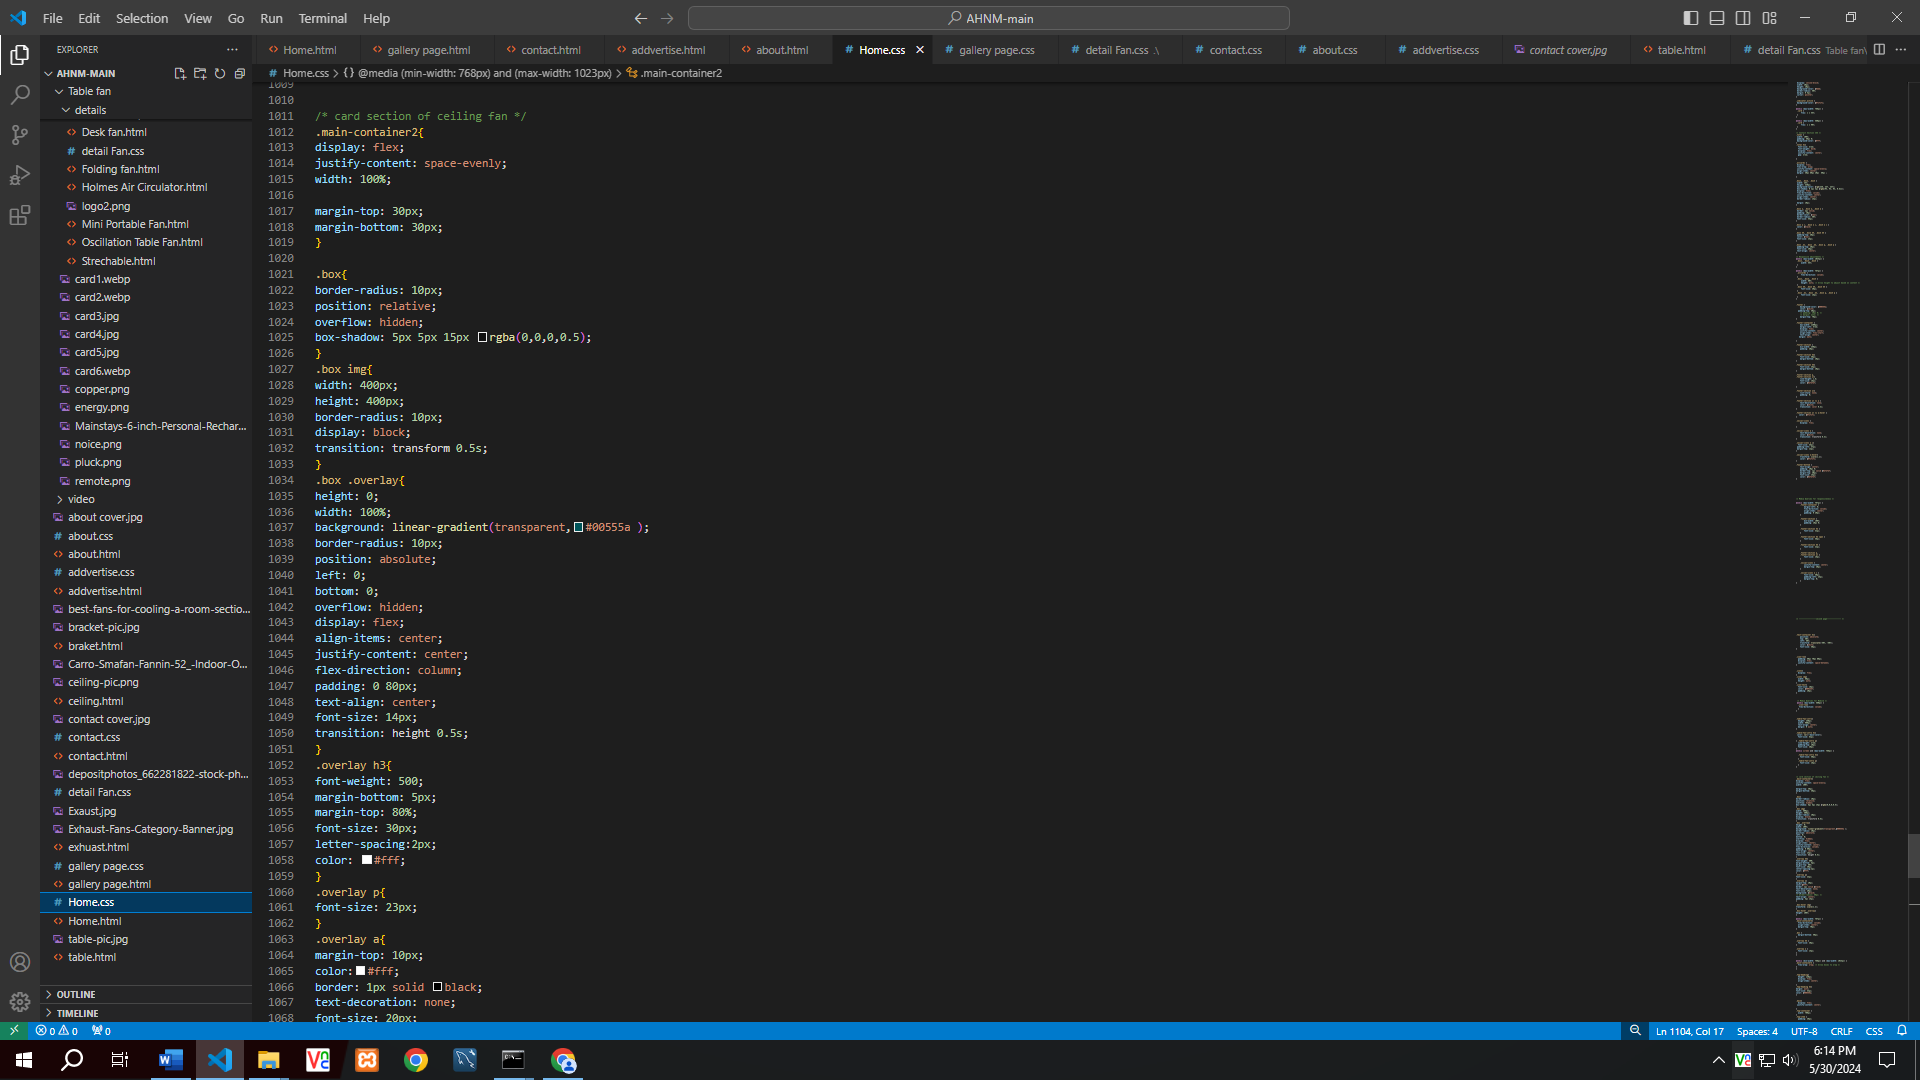 File Edit Selection View Go Run Terminal Help
AHNM-main
EXPLORER
Home.html
gallery page.html
contact.html
addvertise.html
about.html
Home.css
gallery page.css
detail Fan.css .\
contact.css
about.css
addvertise.css
contact cover.jpg
table.html
detail Fan.css Table fan\
AHNM-MAIN
Home.css > {} @media (min-width: 768px) and (max-width: 1023px) > .main-container2
Table fan
details
Desk fan.html
detail Fan.css
Folding fan.html
Holmes Air Circulator.html
logo2.png
Mini Portable Fan.html
Oscillation Table Fan.html
Strechable.html
card1.webp
card2.webp
card3.jpg
card4.jpg
card5.jpg
card6.webp
copper.png
energy.png
Mainstays-6-inch-Personal-Rechar...
noice.png
pluck.png
remote.png
video
about cover.jpg
about.css
about.html
addvertise.css
addvertise.html
best-fans-for-cooling-a-room-sectio...
bracket-pic.jpg
braket.html
Carro-Smafan-Fannin-52_-Indoor-O...
ceiling-pic.png
ceiling.html
contact cover.jpg
contact.css
contact.html
depositphotos_662281822-stock-ph...
detail Fan.css
Exaust.jpg
Exhaust-Fans-Category-Banner.jpg
exhuast.html
gallery page.css
gallery page.html
Home.css
Home.html
table-pic.jpg
table.html
OUTLINE
TIMELINE
1009
1010
1011 /* card section of ceiling fan */
1012 .main-container2{
1013 display: flex;
1014 justify-content: space-evenly;
1015 width: 100%;
1016
1017 margin-top: 30px;
1018 margin-bottom: 30px;
1019 }
1020
1021 .box{
1022 border-radius: 10px;
1023 position: relative;
1024 overflow: hidden;
1025 box-shadow: 5px 5px 15px rgba(0,0,0,0.5);
1026 }
1027 .box img{
1028 width: 400px;
1029 height: 400px;
1030 border-radius: 10px;
1031 display: block;
1032 transition: transform 0.5s;
1033 }
1034 .box .overlay{
1035 height: 0;
1036 width: 100%;
1037 background: linear-gradient(transparent,#00555a );
1038 border-radius: 10px;
1039 position: absolute;
1040 left: 0;
1041 bottom: 0;
1042 overflow: hidden;
1043 display: flex;
1044 align-items: center;
1045 justify-content: center;
1046 flex-direction: column;
1047 padding: 0 80px;
1048 text-align: center;
1049 font-size: 14px;
1050 transition: height 0.5s;
1051 }
1052 .overlay h3{
1053 font-weight: 500;
1054 margin-bottom: 5px;
1055 margin-top: 80%;
1056 font-size: 30px;
1057 letter-spacing:2px;
1058 color: #fff;
1059 }
1060 .overlay p{
1061 font-size: 23px;
1062 }
1063 .overlay a{
1064 margin-top: 10px;
1065 color:#fff;
1066 border: 1px solid black;
1067 text-decoration: none;
1068 font-size: 20px;
0 0 0
Ln 1104, Col 17 Spaces: 4 UTF-8 CRLF CSS
6:14 PM
5/30/2024